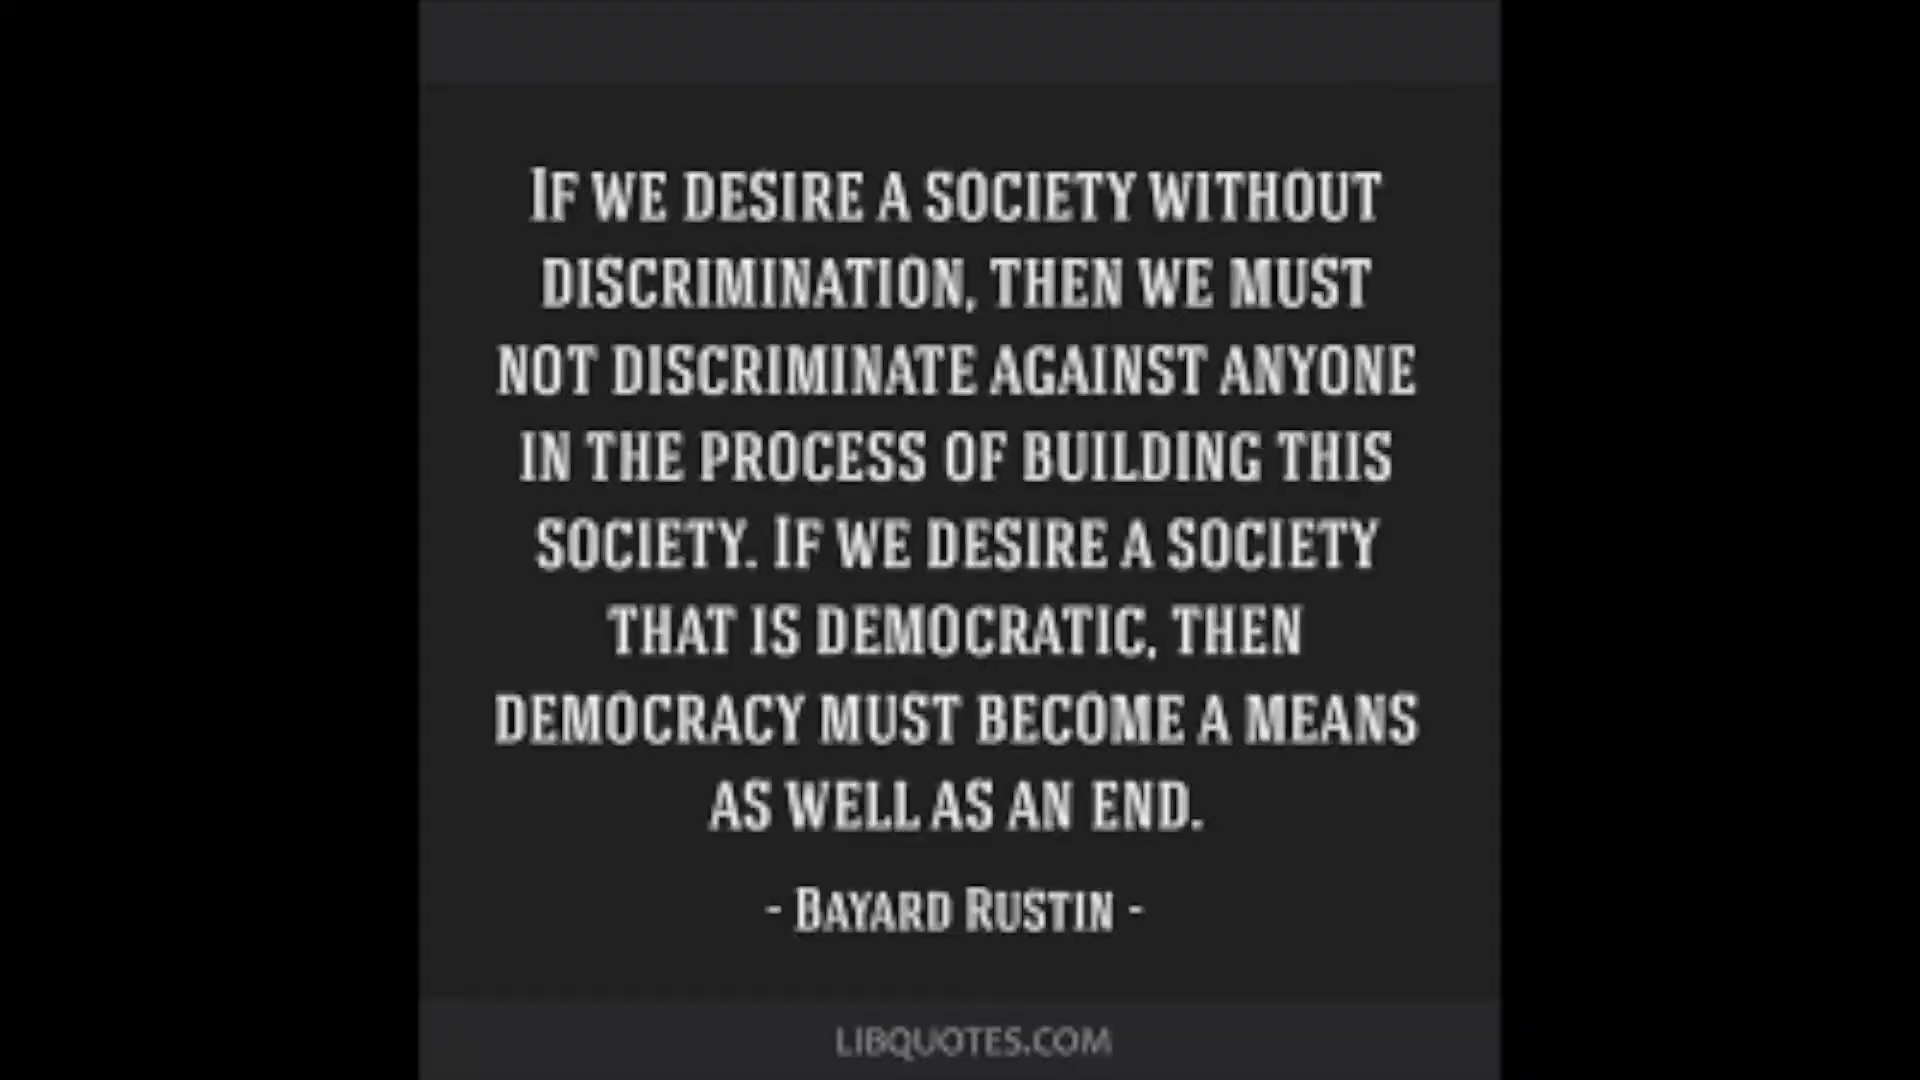 If we desire a society without
discrimination, then we must
not discriminate against anyone
in the process of building this
society. If we desire a society
that is democratic, then
democracy must become a means
as well as an end.
- Bayard Rustin -
LIBQUOTES.COM